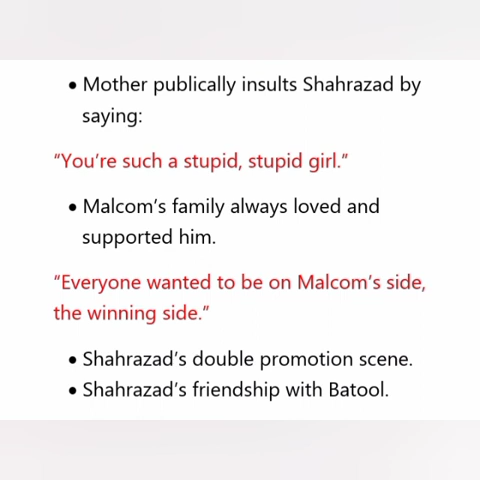 • Mother publically insults Shahrazad by
saying:
“You’re such a stupid, stupid girl.”
• Malcom’s family always loved and
supported him.
“Everyone wanted to be on Malcom’s side,
the winning side.”
• Shahrazad’s double promotion scene.
• Shahrazad’s friendship with Batool.